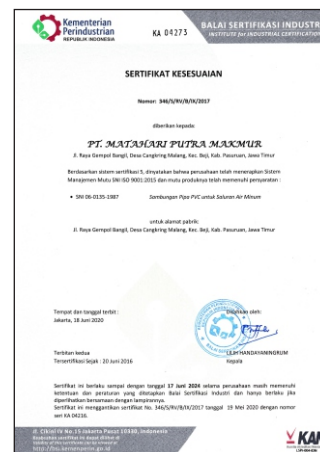 Kementerian
Perindustrian
REPUBLIK INDONESIA
KA 04273
BALAI SERTIFIKASI INDUSTRI
INSTITUTE for INDUSTRIAL CERTIFICATION
SERTIFIKAT KESESUAIAN
Nomor: 346/S/RV/B/IX/2017
diberikan kepada:
PT. MATAHARI PUTRA MAKMUR
Jl. Raya Gempol Bangil, Desa Cangkring Malang, Kec. Beji, Kab. Pasuruan, Jawa Timur
Berdasarkan sistem sertifikasi 5, dinyatakan bahwa perusahaan telah menerapkan Sistem
Manajemen Mutu SNI ISO 9001:2015 dan mutu produknya telah memenuhi persyaratan :
• SNI 06-0135-1987 Sambungan Pipa PVC untuk Saluran Air Minum
untuk alamat pabrik:
Jl. Raya Gempol Bangil, Desa Cangkring Malang, Kec. Beji, Kab. Pasuruan, Jawa Timur
Tempat dan tanggal terbit :
Jakarta, 18 Juni 2020
oleh:
Terbitan kedua
Tersertifikasi Sejak : 20 Juni 2016
HANDAYANINGRUM
Kepala
Sertifikat ini berlaku sampai dengan tanggal 17 Juni 2024 selama perusahaan masih memenuhi
ketentuan dan peraturan yang ditetapkan Balai Sertifikasi Industri dan hanya berlaku jika
diperlihatkan bersamaan dengan lampirannya.
Sertifikat ini menggantikan sertifikat No. 346/S/RV/B/IX/2017 tanggal 19 Mei 2020 dengan nomor
seri KA 04216.
Jl. Cikini IV No.15 Jakarta Pusat 10330, Indonesia
KAN